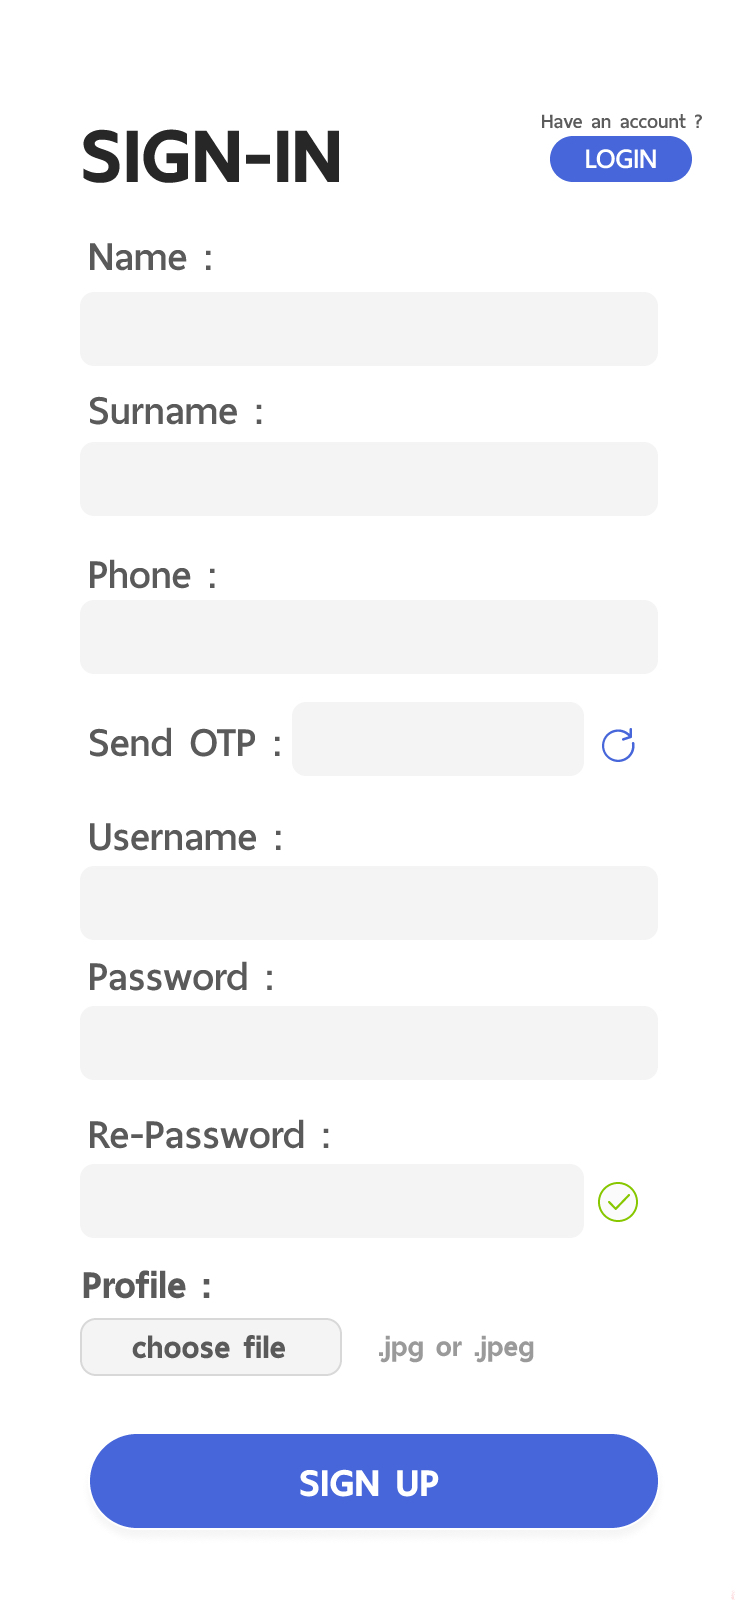 Have an account ?
SIGN-IN
LOGIN
Name :
Surname :
Phone :
Send OTP :
Username :
Password :
Re-Password :
Profile :
choose file
.jpg or .jpeg
SIGN UP